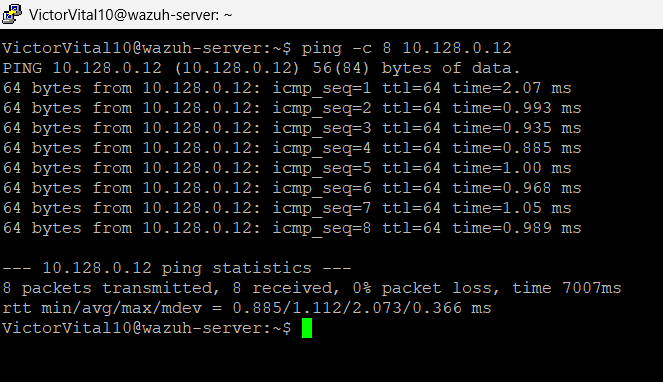 VictorVital10@wazuh-server: ~
VictorVital10@wazuh-server:~$ ping -c 8 10.128.0.12
PING 10.128.0.12 (10.128.0.12) 56(84) bytes of data.
64 bytes from 10.128.0.12: icmp_seq=1 ttl=64 time=2.07 ms
64 bytes from 10.128.0.12: icmp_seq=2 ttl=64 time=0.993 ms
64 bytes from 10.128.0.12: icmp_seq=3 ttl=64 time=0.935 ms
64 bytes from 10.128.0.12: icmp_seq=4 ttl=64 time=0.885 ms
64 bytes from 10.128.0.12: icmp_seq=5 ttl=64 time=1.00 ms
64 bytes from 10.128.0.12: icmp_seq=6 ttl=64 time=0.968 ms
64 bytes from 10.128.0.12: icmp_seq=7 ttl=64 time=1.05 ms
64 bytes from 10.128.0.12: icmp_seq=8 ttl=64 time=0.989 ms
--- 10.128.0.12 ping statistics ---
8 packets transmitted, 8 received, 0% packet loss, time 7007ms
rtt min/avg/max/mdev = 0.885/1.112/2.073/0.366 ms
VictorVital10@wazuh-server:~$